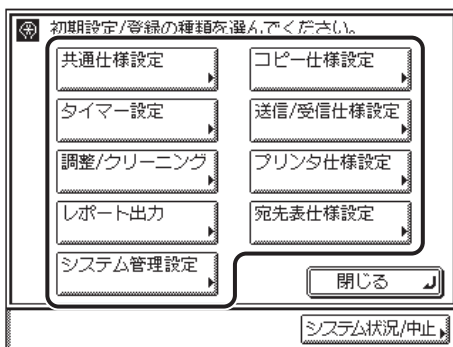 初期設定/登録の種類を選んでください。
共通仕様設定
コピー仕様設定
タイマー設定
送信/受信仕様設定
調整/クリーニング
プリンタ仕様設定
レポート出力
宛先表仕様設定
システム管理設定
閉じる
システム状況/中止